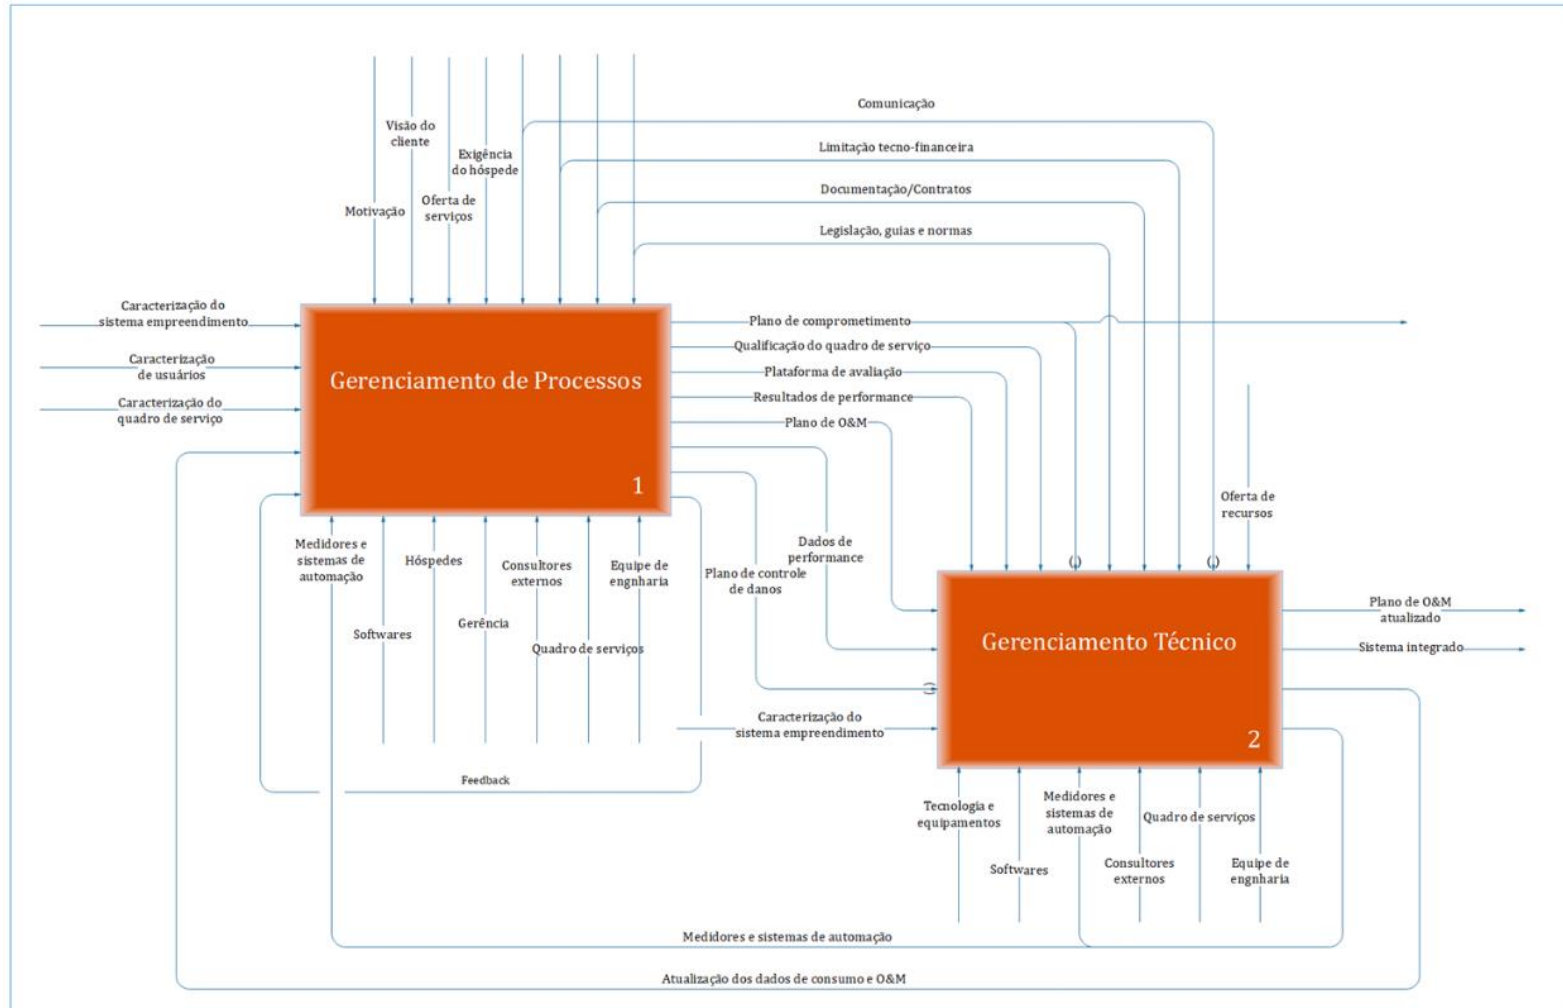 Comunicação
Visão do
cliente
Limitação tecno-financeira
Exigência
do hóspede
Documentação/Contratos
Oferta de
serviços
Motivação
Legislação, guias e normas
Caracterização do
sistema empreendimento
Plano de comprometimento
Qualificação do quadro de serviço
Caracterização
de usuários
Plataforma de avaliação
Gerenciamento de Processos
Resultados de performance
Caracterização do
quadro de serviço
Plano de O&M
1
Oferta de
recursos
Medidores e
sistemas de
automação
Hóspedes
Consultores
externos
Equipe de
engnharia
Dados de
performance
Plano de controle
de danos
( )
( )
Softwares
Gerência
Quadro de serviços
Gerenciamento Técnico
Plano de O&M
atualizado
Sistema integrado
( )
Caracterização do
sistema empreendimento
2
Feedback
Tecnologia e
equipamentos
Medidores e
sistemas de
automação
Quadro de serviços
Softwares
Consultores
externos
Equipe de
engnharia
Medidores e sistemas de automação
Atualização dos dados de consumo e O&M